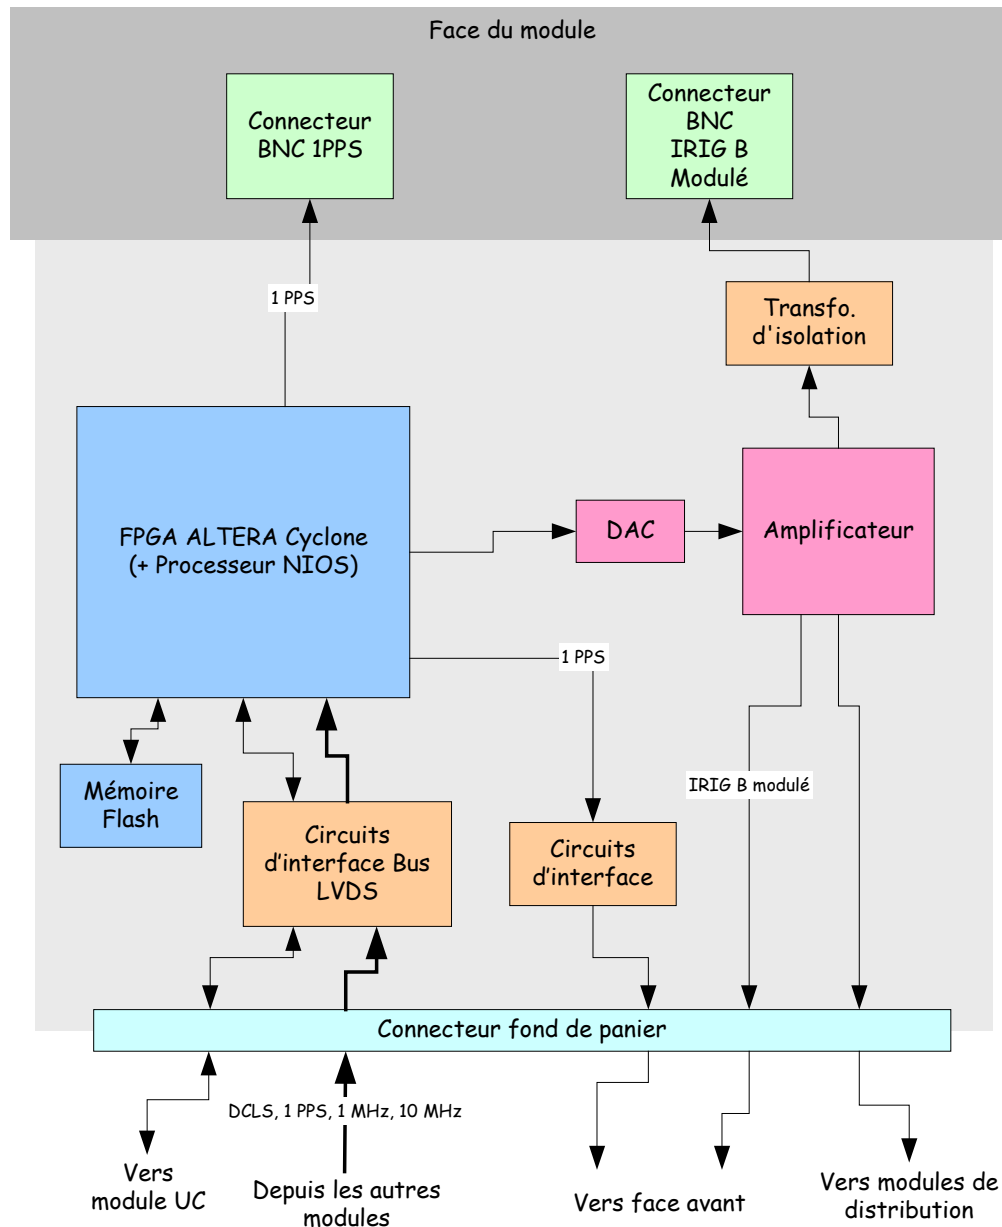 Face du module
Connecteur
BNC 1PPS
Connecteur
BNC
IRIG B
Modulé
1 PPS
Transfo.
d'isolation
FPGA ALTERA Cyclone
(+ Processeur NIOS)
DAC
Amplificateur
1 PPS
Mémoire
Flash
IRIG B modulé
Circuits
d’interface Bus
LVDS
Circuits
d’interface
Connecteur fond de panier
DCLS, 1 PPS, 1 MHz, 10 MHz
Vers
module UC
Depuis les autres
modules
Vers face avant
Vers modules de
distribution